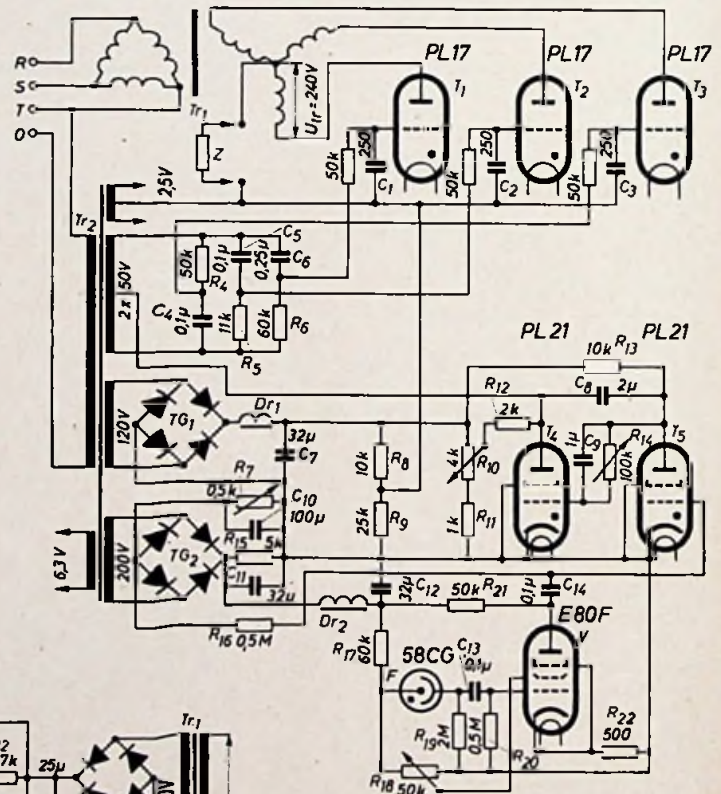 PL17
PL17
PL17
R
S
T
O
Tr1
Utr = 240V
T1
T2
T3
Z
50k
250
C1
50k
250
C2
50k
250
C3
2,5V
Tr2
2 x 50V
50k
R4
C4
0,1µ
C5
0,1µ
0,25µ
C6
11k
R5
60k
R6
PL21
PL21
10k R13
C8
2µ
R12
2k
120V
TG1
Dr1
32µ
C7
10k
R8
4k
R10
T4
1µ
C9
R14
100k
T5
R7
0,5k
C10
100µ
25k
R9
1k
R11
6,3V
200V
TG2
R15
5k
C11
32µ
32µ
C12
50k
R21
0,1µ
C14
Dr2
R16
0,5M
R17
60k
58CG
F
C13
0,1µ
E80F
V
R19
2M
0,5M
R20
R22
500
R18
50k
Tr1
7k
25µ